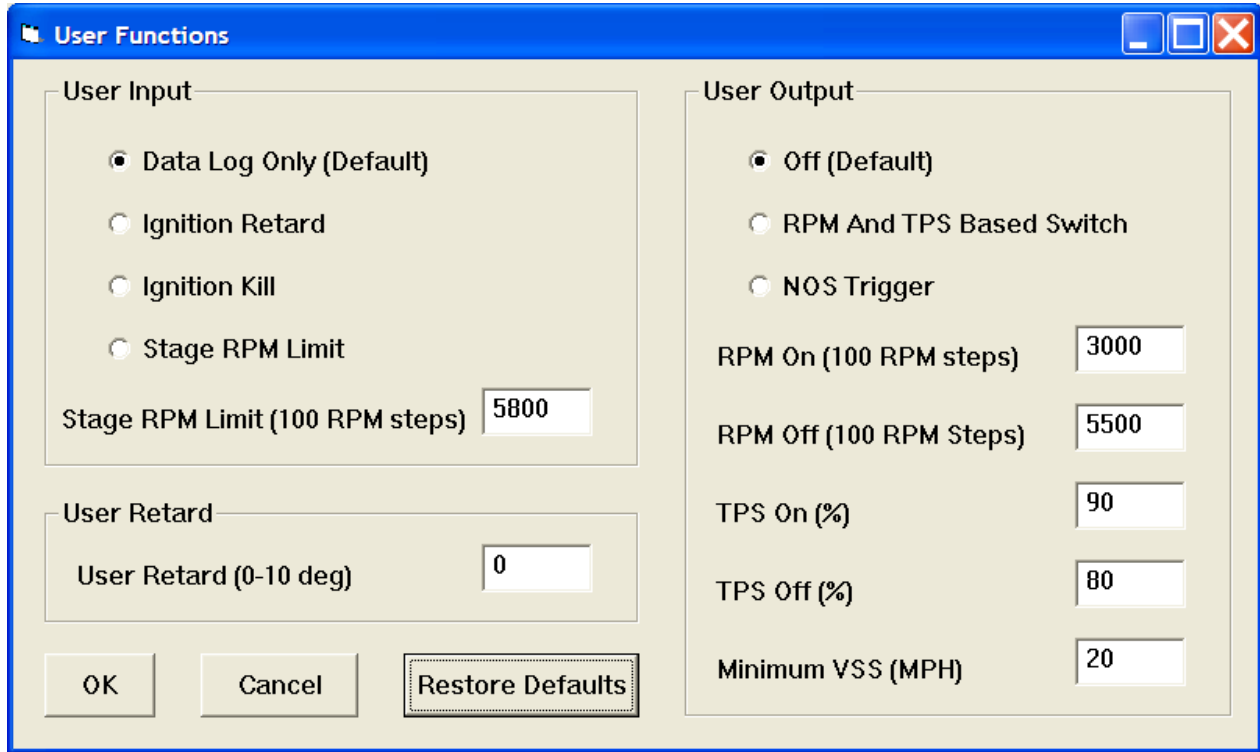 User Functions
User Input
Data Log Only (Default)
Ignition Retard
Ignition Kill
Stage RPM Limit
Stage RPM Limit (100 RPM steps) 5800
User Retard
User Retard (0-10 deg) 0
OK Cancel Restore Defaults
User Output
Off (Default)
RPM And TPS Based Switch
NOS Trigger
RPM On (100 RPM steps) 3000
RPM Off (100 RPM Steps) 5500
TPS On (%) 90
TPS Off (%) 80
Minimum VSS (MPH) 20